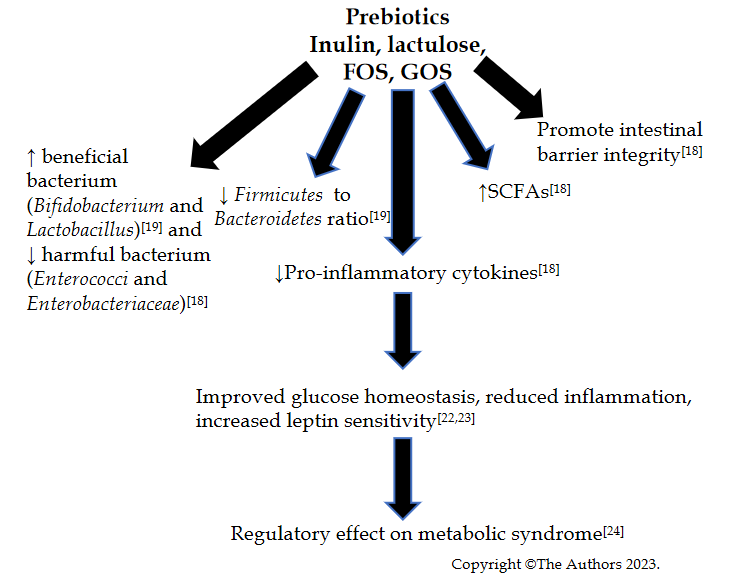 Prebiotics
Inulin, lactulose,
FOS, GOS
↑ beneficial
bacterium
(Bifidobacterium and
Lactobacillus)[19] and
↓ harmful bacterium
(Enterococci and
Enterobacteriaceae)[18]
↓ Firmicutes to
Bacteroidetes ratio[19]
↓Pro-inflammatory cytokines[18]
↑SCFAs[18]
Promote intestinal
barrier integrity[18]
Improved glucose homeostasis, reduced inflammation,
increased leptin sensitivity[22,23]
Regulatory effect on metabolic syndrome[24]
Copyright ©The Authors 2023.